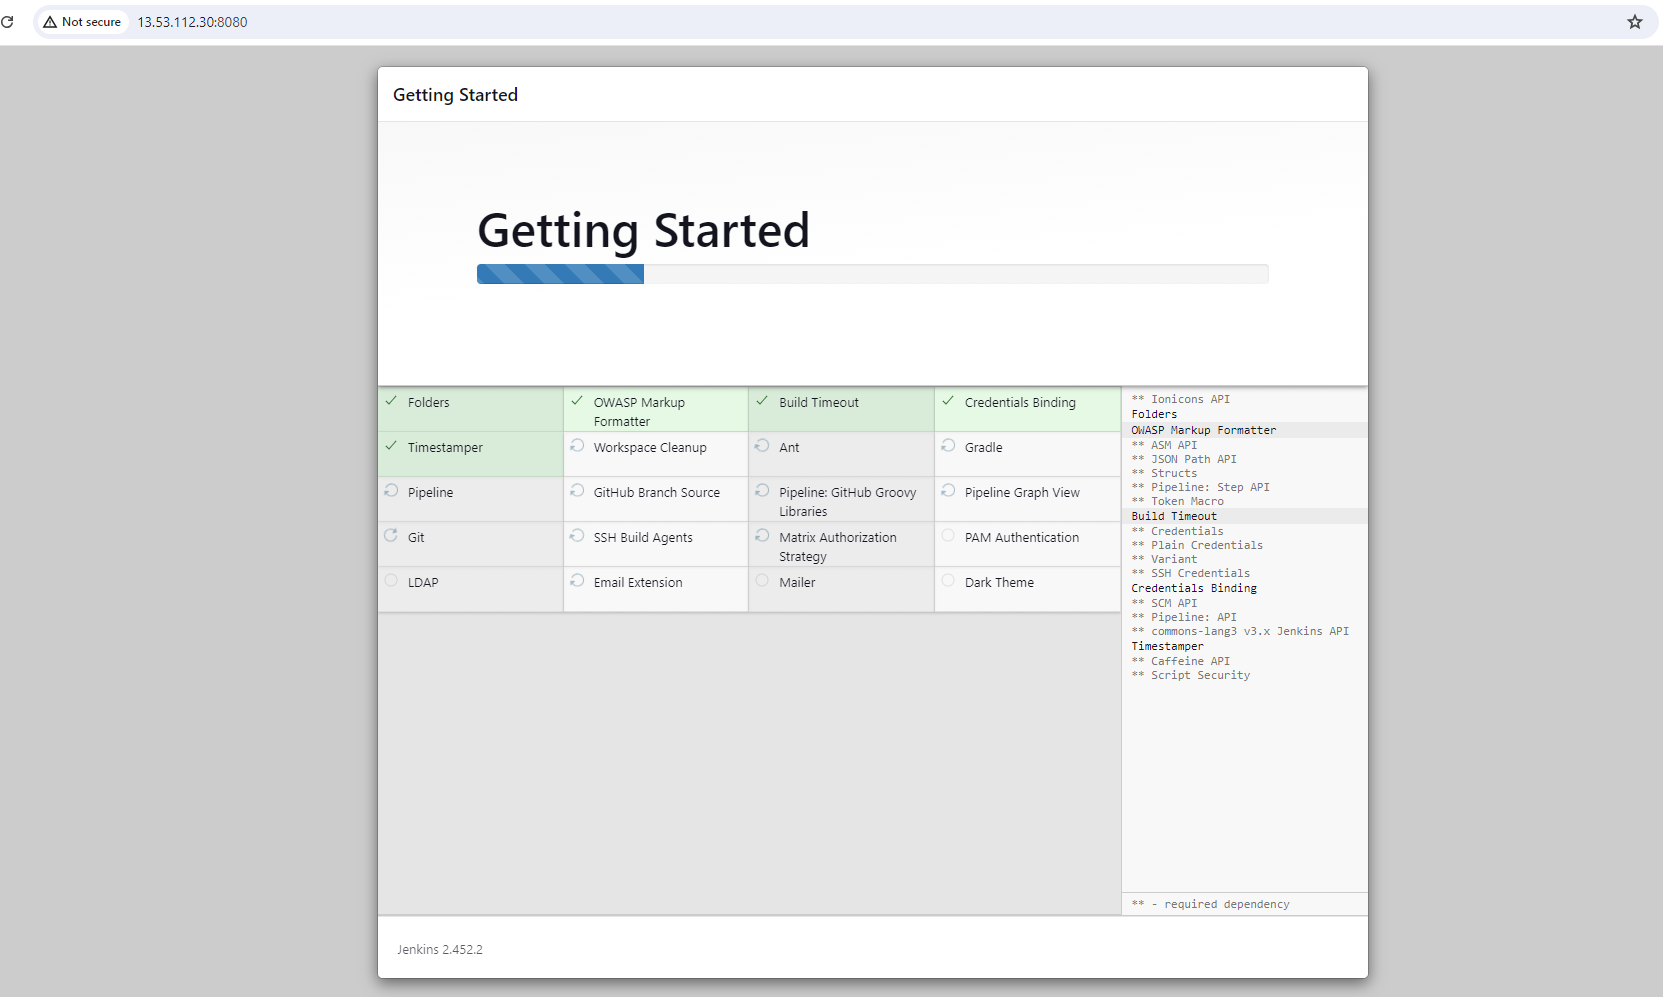 Not secure 13.53.112.30:8080
Getting Started
Getting Started
Folders
OWASP Markup
Formatter
Build Timeout
Credentials Binding
Timestamper
Workspace Cleanup
Ant
Gradle
Pipeline
GitHub Branch Source
Pipeline: GitHub Groovy
Libraries
Pipeline Graph View
Git
SSH Build Agents
Matrix Authorization
Strategy
PAM Authentication
LDAP
Email Extension
Mailer
Dark Theme
** Ionicons API
Folders
OWASP Markup Formatter
** ASM API
** JSON Path API
** Structs
** Pipeline: Step API
** Token Macro
Build Timeout
** Credentials
** Plain Credentials
** Variant
** SSH Credentials
Credentials Binding
** SCM API
** Pipeline: API
** commons-lang3 v3.x Jenkins API
Timestamper
** Caffeine API
** Script Security
** - required dependency
Jenkins 2.452.2